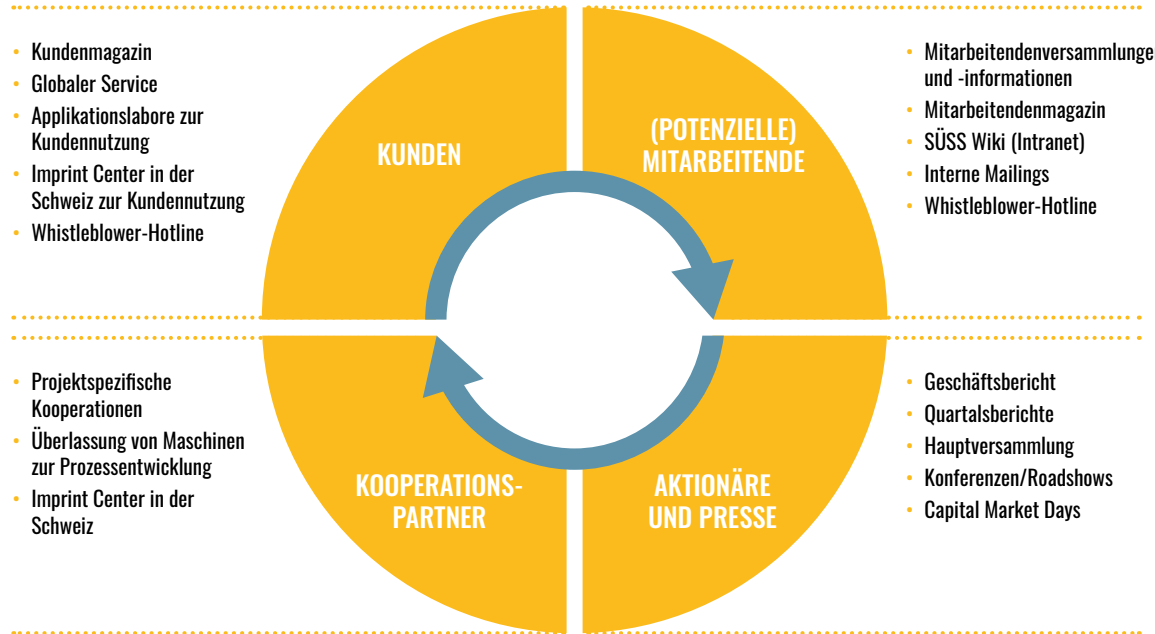 • Kundenmagazin
• Globaler Service
• Applikationslabore zur
Kundennutzung
• Imprint Center in der
Schweiz zur Kundennutzung
• Whistleblower-Hotline
KUNDEN
(POTENZIELLE)
MITARBEITENDE
• Mitarbeitendenversammlunge
und -informationen
• Mitarbeitendenmagazin
• SÜSS Wiki (Intranet)
• Interne Mailings
• Whistleblower-Hotline
• Projektspezifische
Kooperationen
• Überlassung von Maschinen
zur Prozessentwicklung
• Imprint Center in der
Schweiz
KOOPERATIONS-
PARTNER
AKTIONÄRE
UND PRESSE
• Geschäftsbericht
• Quartalsberichte
• Hauptversammlung
• Konferenzen/Roadshows
• Capital Market Days